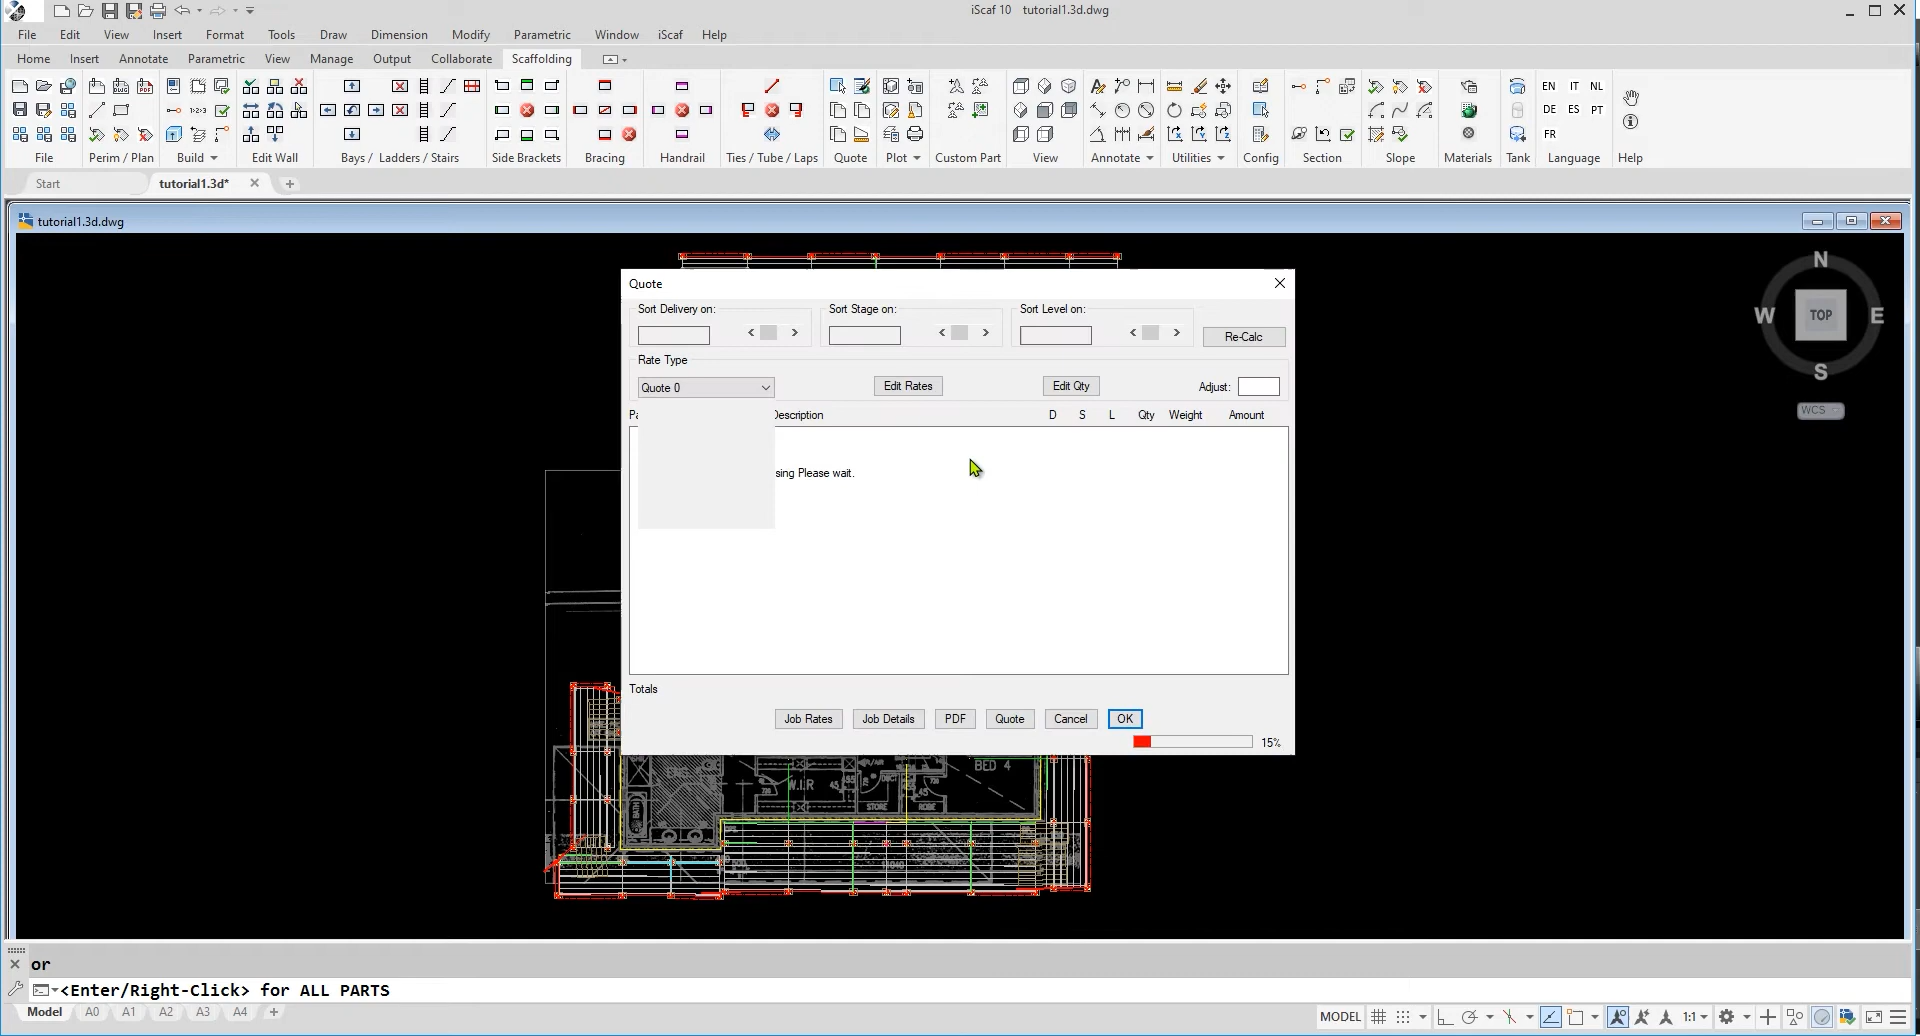 iScaf 10 tutorial1.3d.dwg
File Edit View Insert Format Tools Draw Dimension Modify Parametric Window iScaf Help
Home Insert Annotate Parametric View Manage Output Collaborate Scaffolding
EN IT NL
DE ES PT
FR
File Perim / Plan Build Edit Wall Bays / Ladders / Stairs Side Brackets Bracing Handrail Ties / Tube / Laps Quote Plot Custom Part View Annotate Utilities Config Section Slope Materials Tank Language Help
Start tutorial1.3d*
tutorial1.3d.dwg
N
W TOP E
S
WCS
Quote
Sort Delivery on: Sort Stage on: Sort Level on:
Re-Calc
Rate Type
Quote 0 Edit Rates Edit Qty Adjust:
Description D S L Qty Weight Amount
Please wait.
Totals
Job Rates Job Details PDF Quote Cancel OK
15%
BED 4
W.I.R
STORE ROBE
BATH
or
<Enter/Right-Click> for ALL PARTS
Model A0 A1 A2 A3 A4
MODEL 1:1